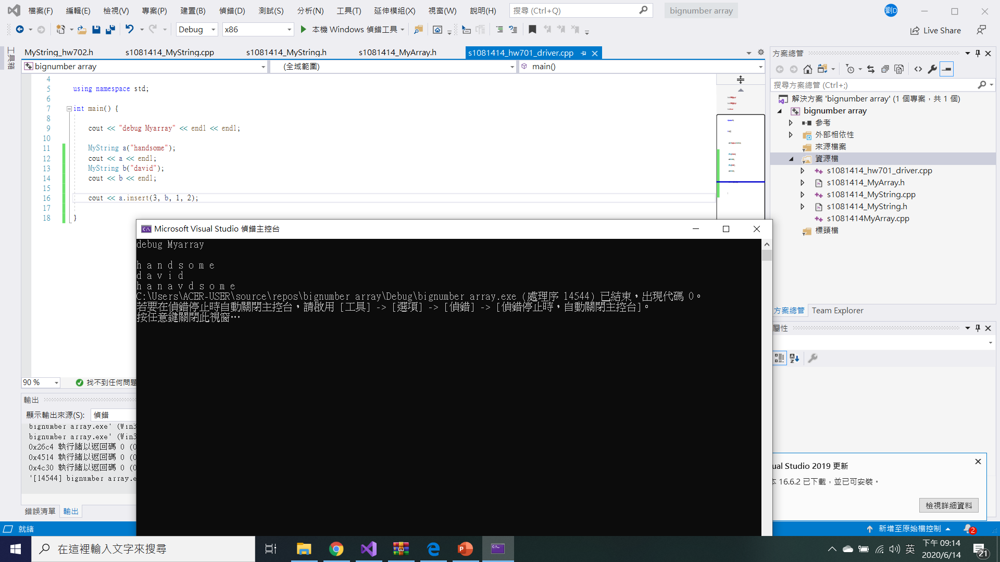 檔案(F) 編輯(E) 檢視(V) 專案(P) 建置(B) 偵錯(D) 測試(S) 分析(N) 工具(T) 延伸模組(X) 視窗(W) 說明(H) 搜尋 (Ctrl+Q) bignumber array 劉D
Debug x86 本機 Windows 偵錯工具 Live Share
工具箱
MyString_hw702.h s1081414_MyString.cpp s1081414_MyString.h s1081414_MyArray.h s1081414_hw701_driver.cpp
bignumber array (全域範圍) main()
4
5 using namespace std;
6
7 int main() {
8
9 cout << "debug Myarray" << endl << endl;
10
11 MyString a("handsome");
12 cout << a << endl;
13 MyString b("david");
14 cout << b << endl;
15
16 cout << a.insert(3, b, 1, 2);
17
18 }
90 % 找不到任何問題
輸出
顯示輸出來源(S): 偵錯
bignumber array.exe' (Win3
bignumber array.exe' (Win3
0x26c4 執行緒以返回碼 0 (0
0x4514 執行緒以返回碼 0 (0
0x4c30 執行緒以返回碼 0 (0
'[14544] bignumber array.e
錯誤清單 輸出
Microsoft Visual Studio 偵錯主控台
debug Myarray
h a n d s o m e
d a v i d
h a n a v d s o m e
C:\Users\ACER-USER\source\repos\bignumber array\Debug\bignumber array.exe (處理序 14544) 已結束，出現代碼 0。
若要在偵錯停止時自動關閉主控台，請啟用 [工具] -> [選項] -> [偵錯] -> [偵錯停止時，自動關閉主控台]。
按任意鍵關閉此視窗…
方案總管
搜尋方案總管 (Ctrl+;)
解決方案 'bignumber array' (1 個專案，共 1 個)
bignumber array
參考
外部相依性
來源檔案
資源檔
s1081414_hw701_driver.cpp
s1081414_MyArray.h
s1081414_MyString.cpp
s1081414_MyString.h
s1081414MyArray.cpp
標頭檔
方案總管 Team Explorer
屬性
ual Studio 2019 更新
本 16.6.2 已下載，並已可安裝。
檢視詳細資料
就緒 新增至原始檔控制 2
在這裡輸入文字來搜尋
英 下午 09:14
2020/6/14 21